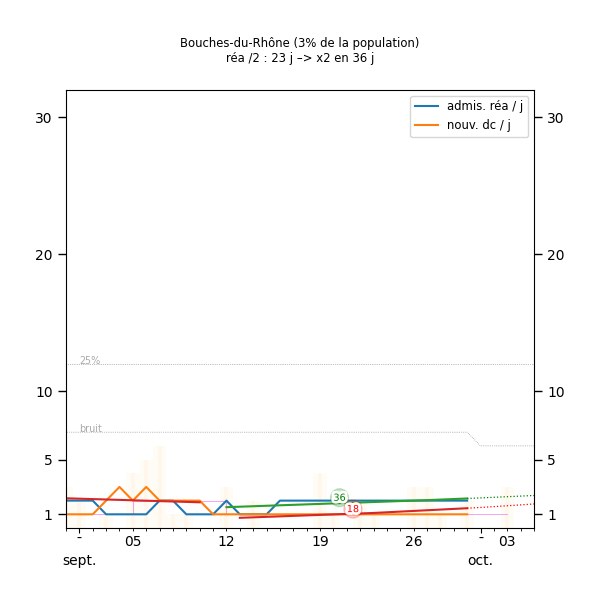 Bouches-du-Rhône (3% de la population)
réa /2 : 23 j –> x2 en 36 j
admis. réa / j
nouv. dc / j
30
30
20
20
25%
10
10
bruit
5
5
36
18
1
1
-
05
12
19
26
-
03
sept.
oct.